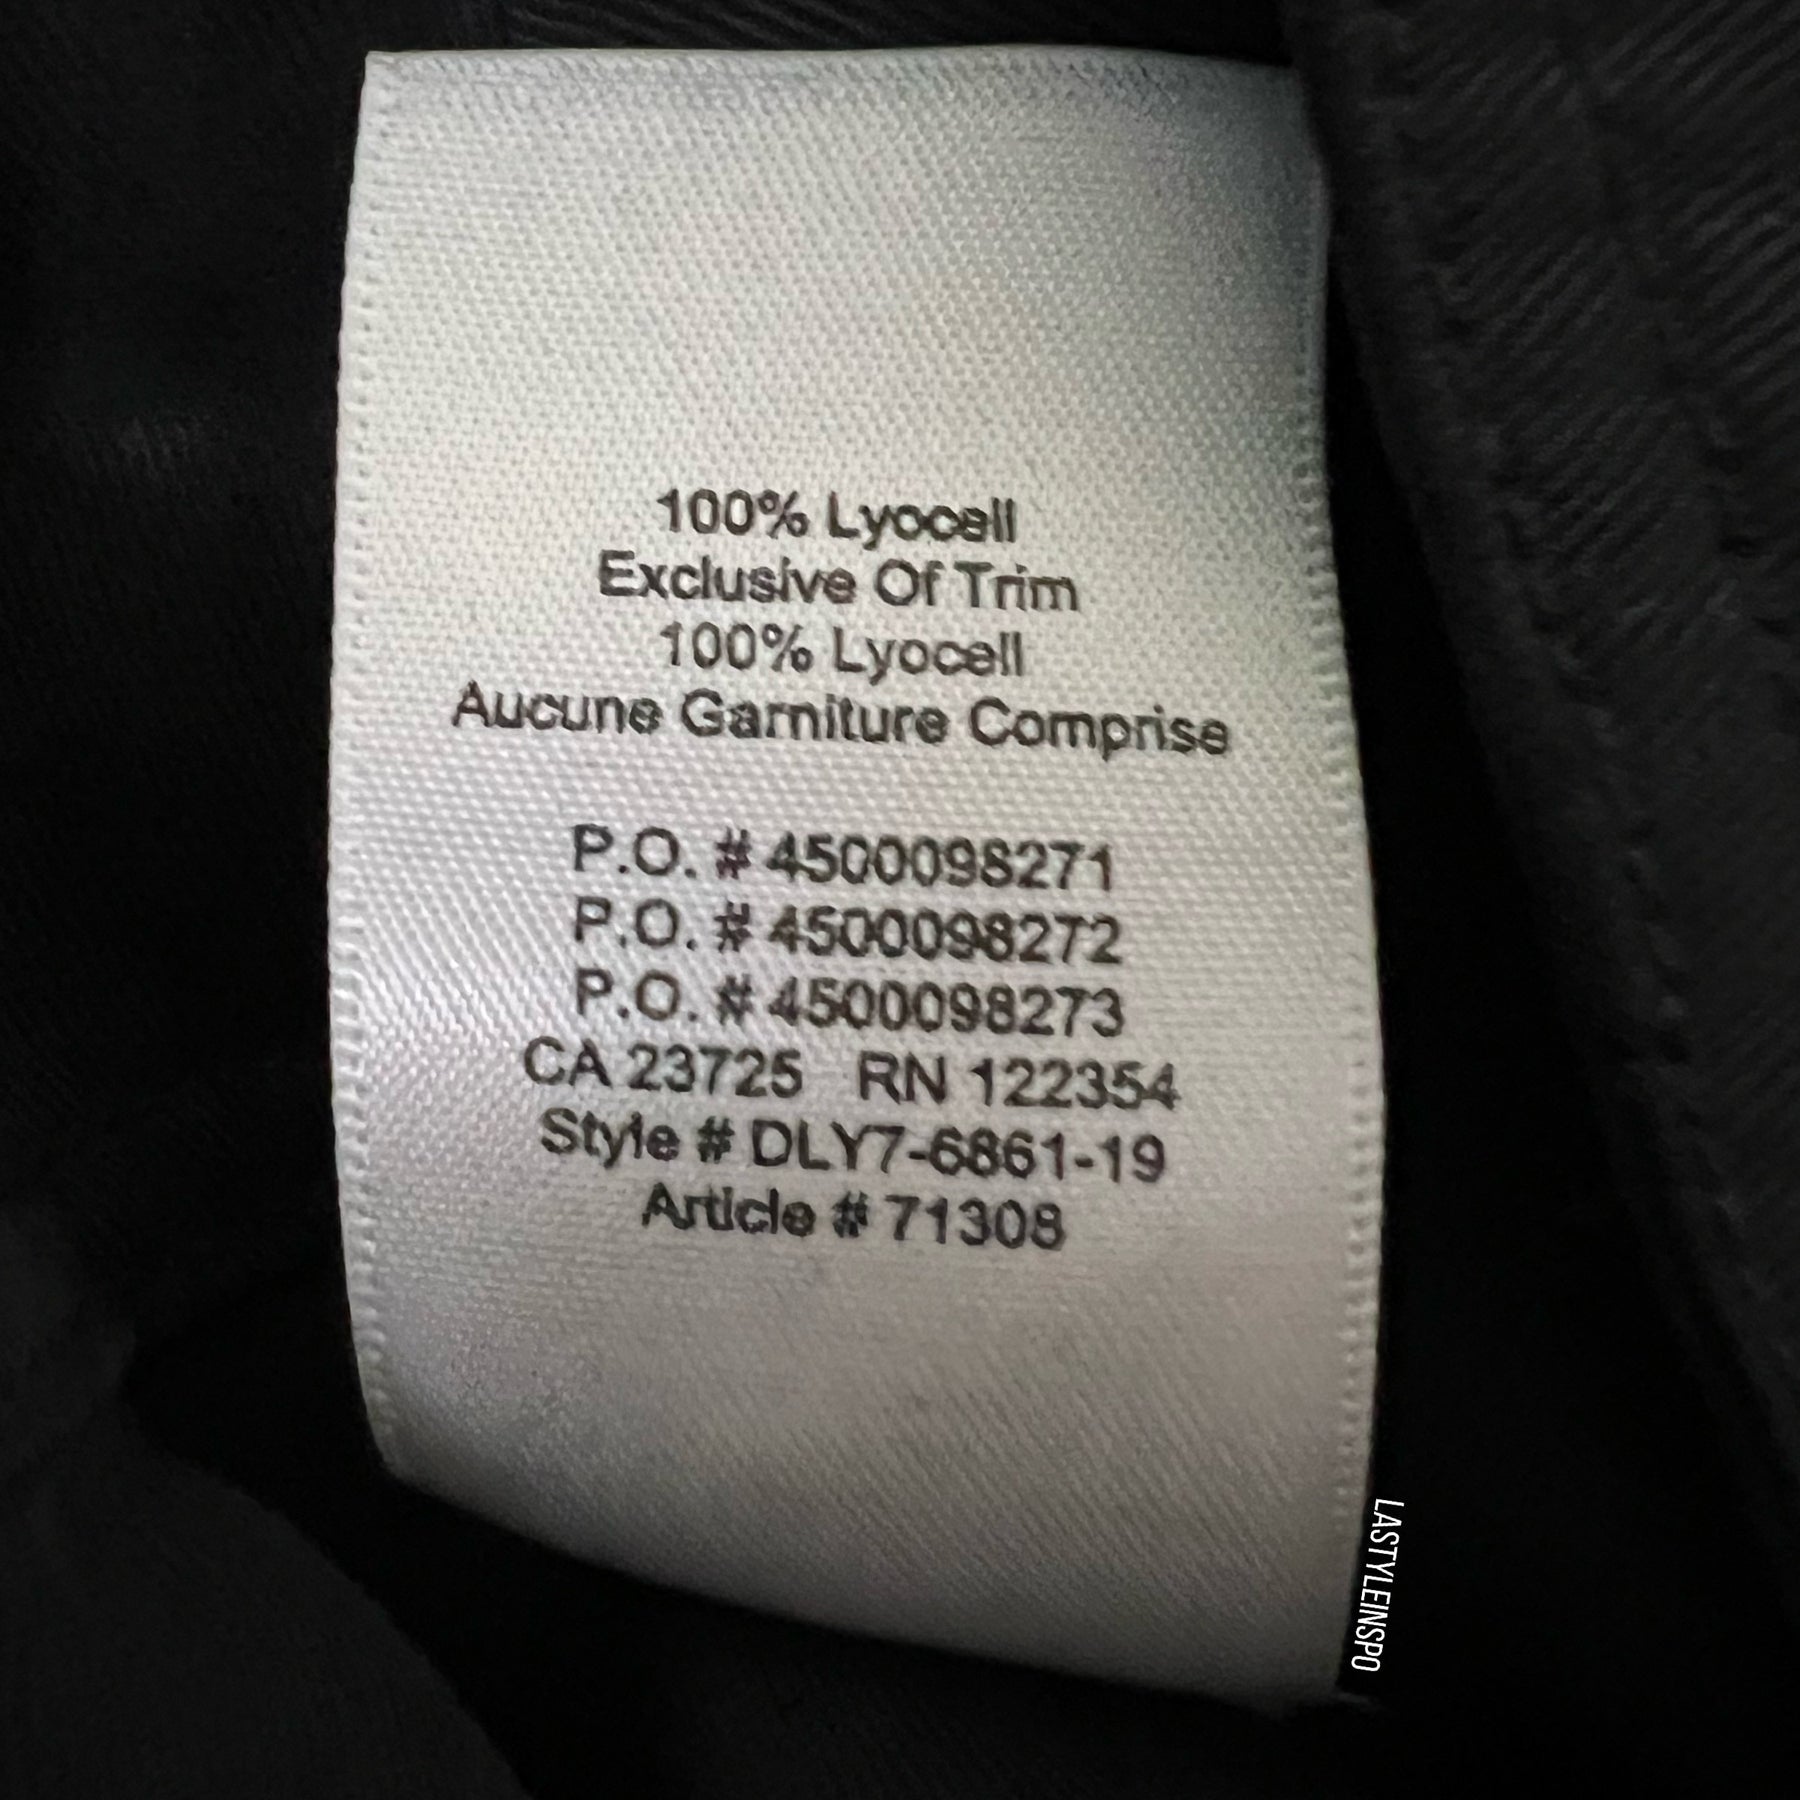 100% Lyocell
Exclusive Of Trim
100% Lyocell
Aucune Garniture Comprise
P.O. # 4500098271
P.O. # 4500098272
P.O. # 4500098273
CA 23725 RN 122354
Style # DLY7-6861-19
Article # 71308
LASTYLEINSPO